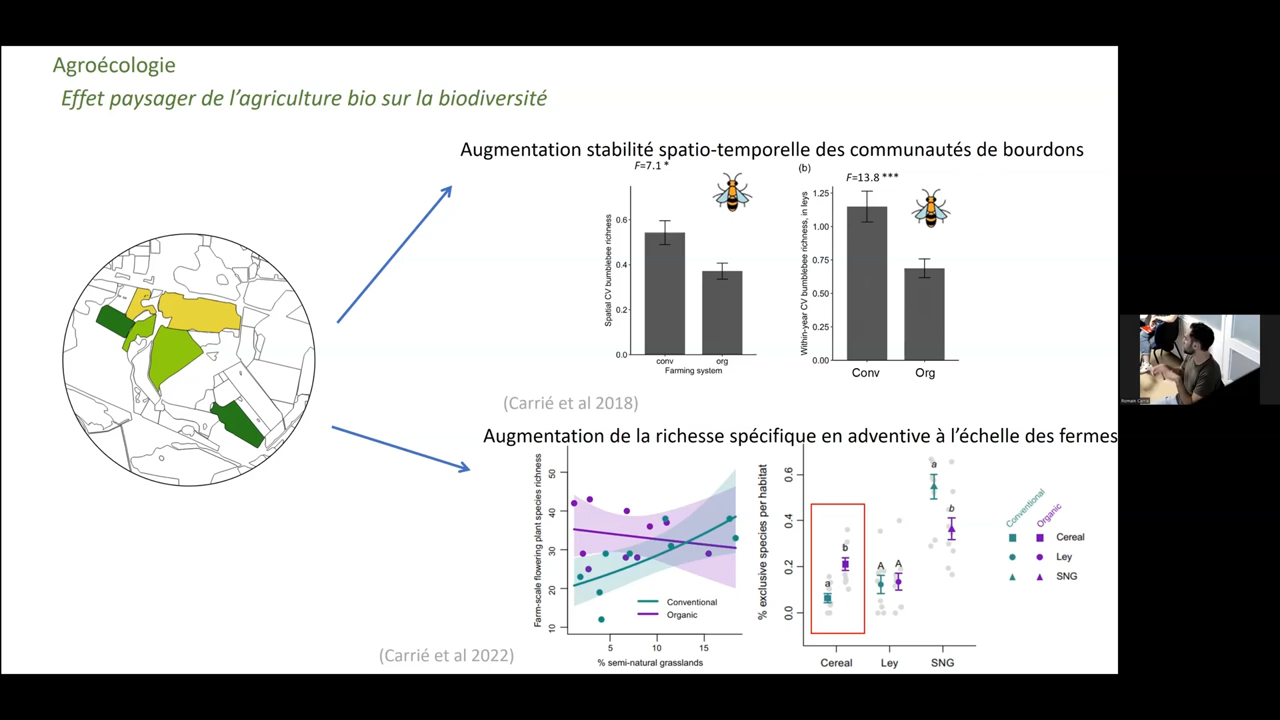 Agroécologie
Effet paysager de l'agriculture bio sur la biodiversité
Augmentation stabilité spatio-temporelle des communautés de bourdons
F=7.1 *
Spatial CV bumblebee richness
0.6
0.4
0.2
0.0
conv org
Farming system
(b)
F=13.8 ***
Within-year CV bumblebee richness, in leys
1.25
1.00
0.75
0.50
0.25
0.00
Conv Org
(Carrié et al 2018)
Augmentation de la richesse spécifique en adventive à l'échelle des fermes
Farm-scale flowering plant species richness
50
40
30
20
10
Conventional
Organic
5 10 15
% semi-natural grasslands
% exclusive species per habitat
0.6
0.4
0.2
0.0
a
b
A
A
a
b
Cereal Ley SNG
Conventional
Organic
Cereal
Ley
SNG
(Carrié et al 2022)